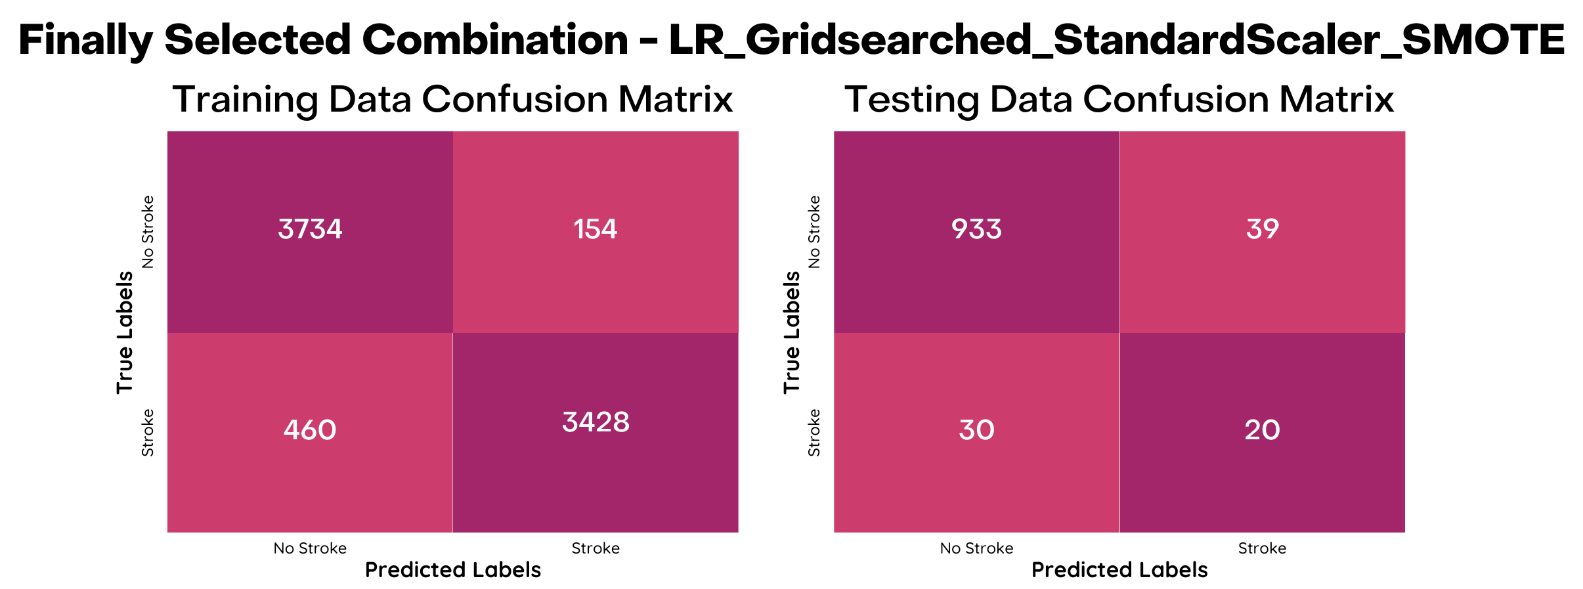 Finally Selected Combination - LR_Gridsearched_StandardScaler_SMOTE
Training Data Confusion Matrix
True Labels
No Stroke
Stroke
3734
154
460
3428
No Stroke
Stroke
Predicted Labels
Testing Data Confusion Matrix
True Labels
No Stroke
Stroke
933
39
30
20
No Stroke
Stroke
Predicted Labels